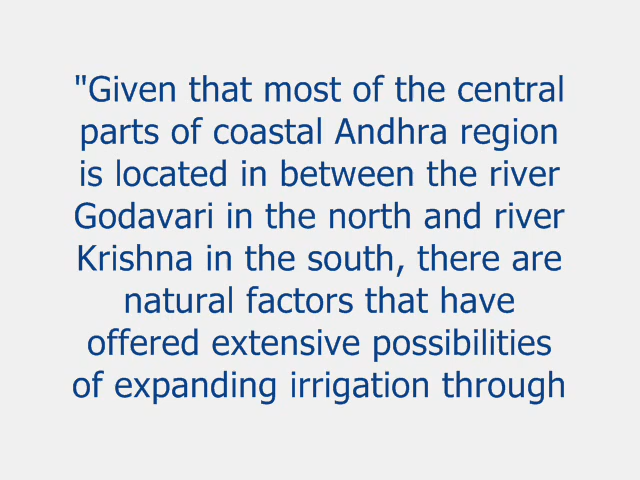 "Given that most of the central
parts of coastal Andhra region
is located in between the river
Godavari in the north and river
Krishna in the south, there are
natural factors that have
offered extensive possibilities
of expanding irrigation through